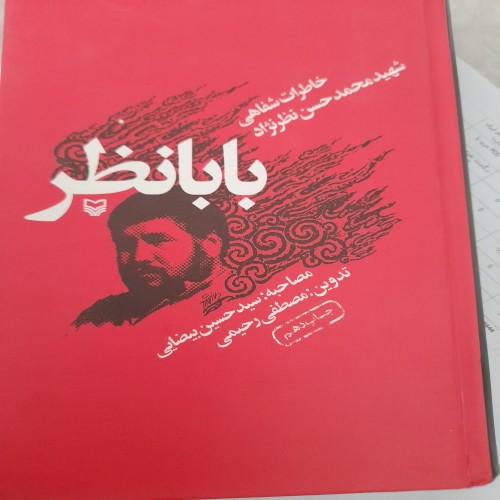 خاطرات شفاهی
شهید محمدحسن نظرنژاد
بابانظر
مصاحبه: سیدحسین بیضایی
تدوین: مصطفی رحیمی
چاپ دهم